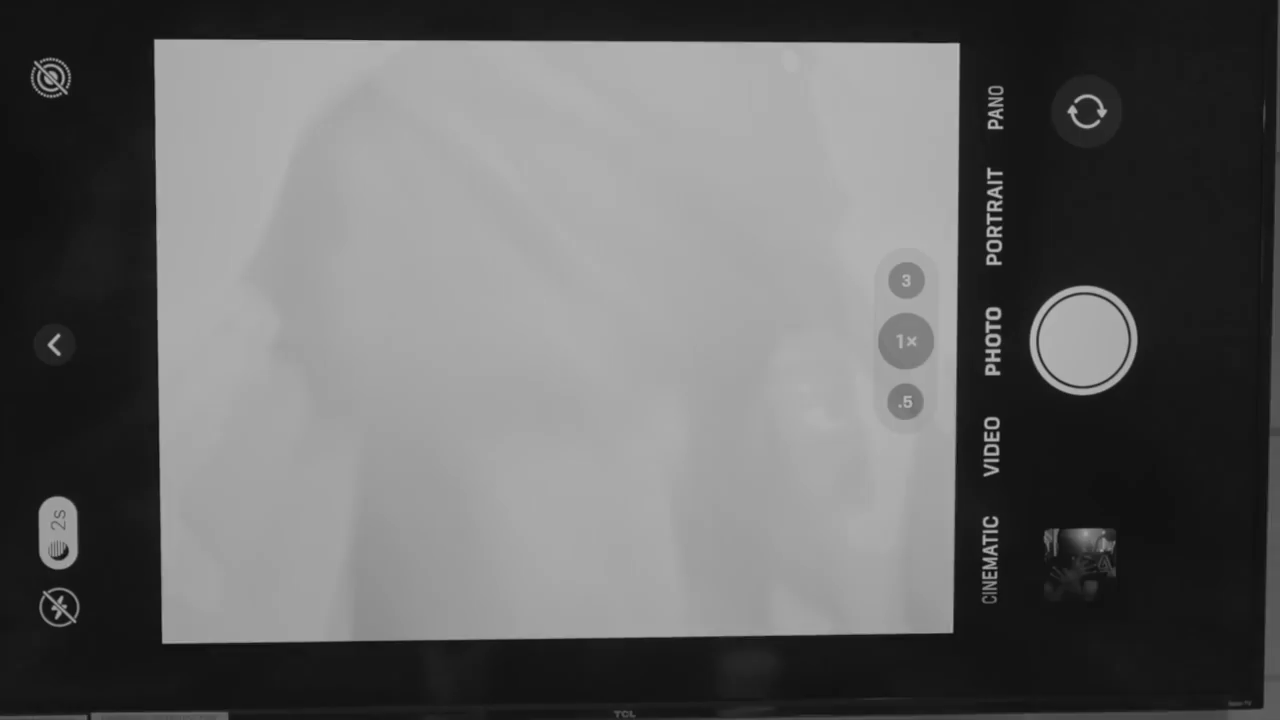 PANO
PORTRAIT
PHOTO
VIDEO
CINEMATIC
3
1×
.5
2s
TCL